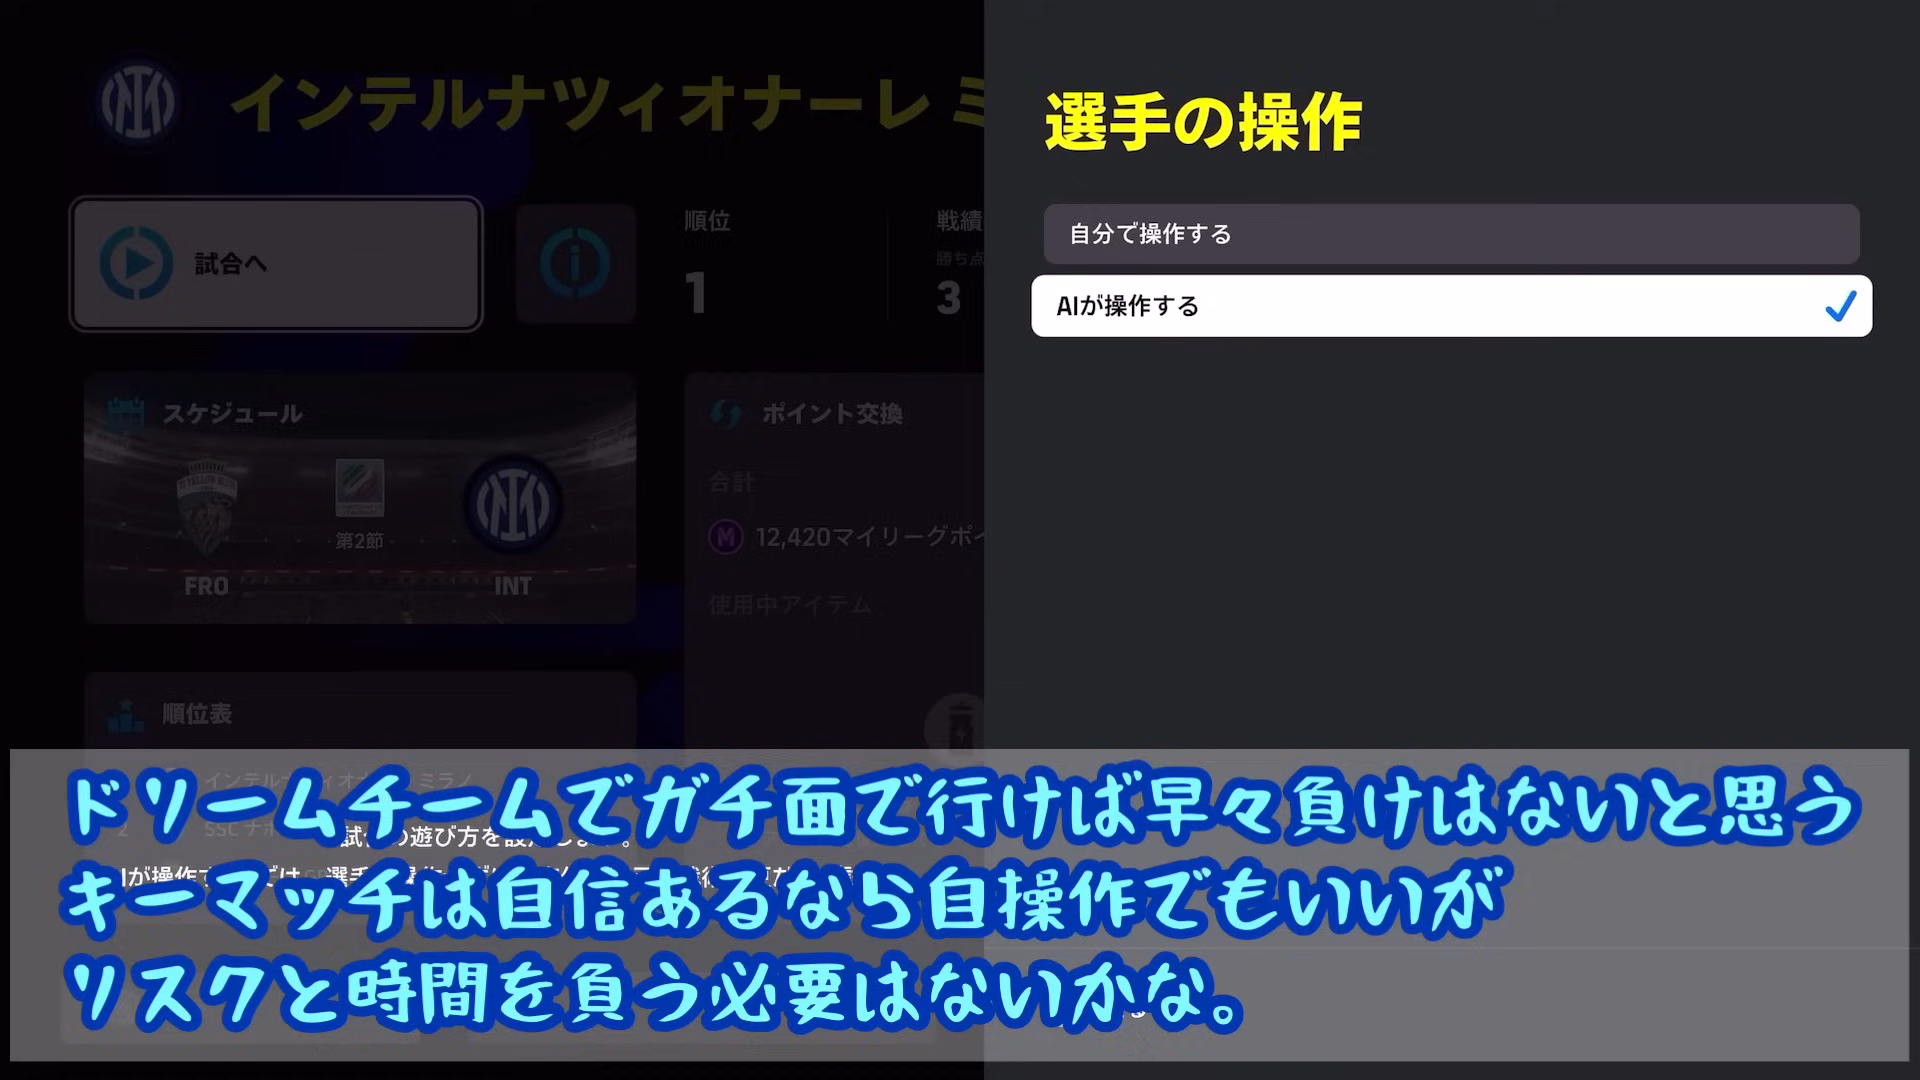 インテルナツィオナーレ ミ
選手の操作
自分で操作する
AIが操作する
試合へ
順位
1
戦績
勝ち点
3
スケジュール
第2節
FRO
INT
ポイント交換
合計
12,420マイリーグポイ
使用中アイテム
順位表
ドリームチームでガチ面で行けば早々負けはないと思う
キーマッチは自信あるなら自操作でもいいが
リスクと時間を負う必要はないかな。